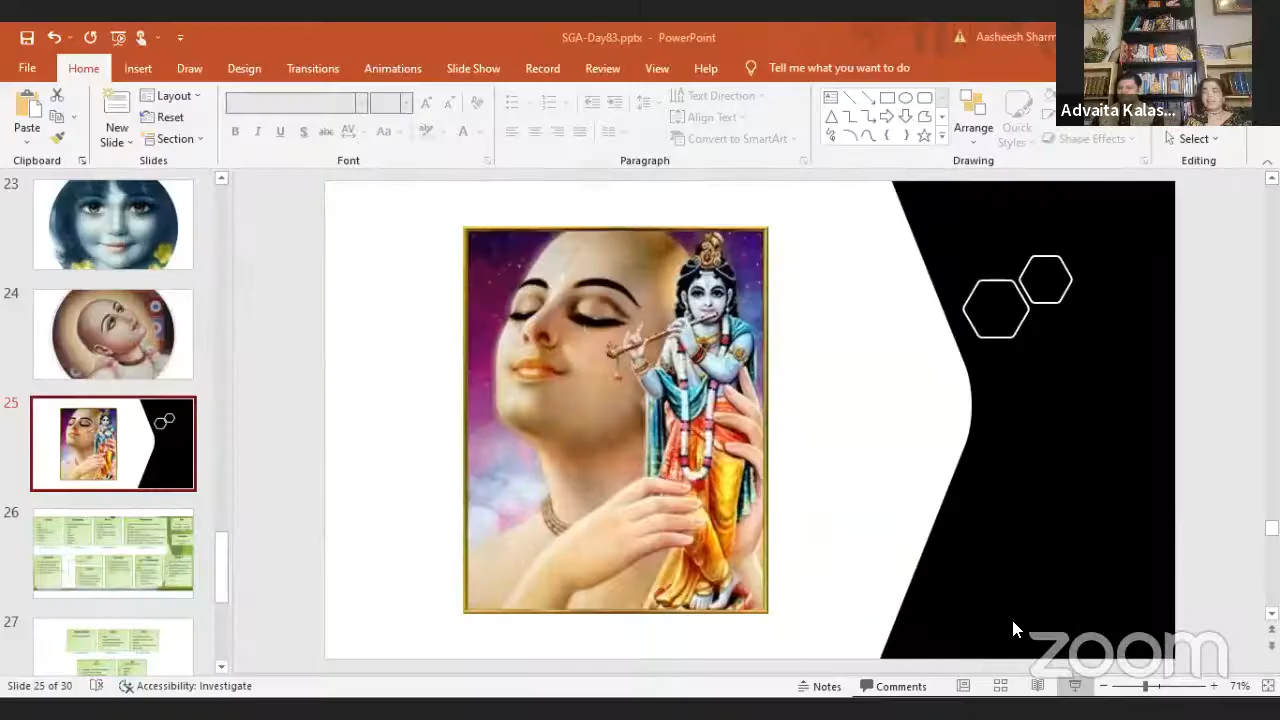 SGA-Day83.pptx - PowerPoint
Aasheesh Sharm
File Home Insert Draw Design Transitions Animations Slide Show Record Review View Help Tell me what you want to do
Advaita Kalas...
Paste
New
Slide
Layout
Reset
Section
B I S abc AV Aa A
Text Direction
Align Text
Convert to SmartArt
Arrange
Quick
Styles
Shape Effects
Select
Clipboard Slides Font Paragraph Drawing Editing
23
24
25
26
27
zoom
Slide 25 of 30 Accessibility: Investigate Notes Comments 71%